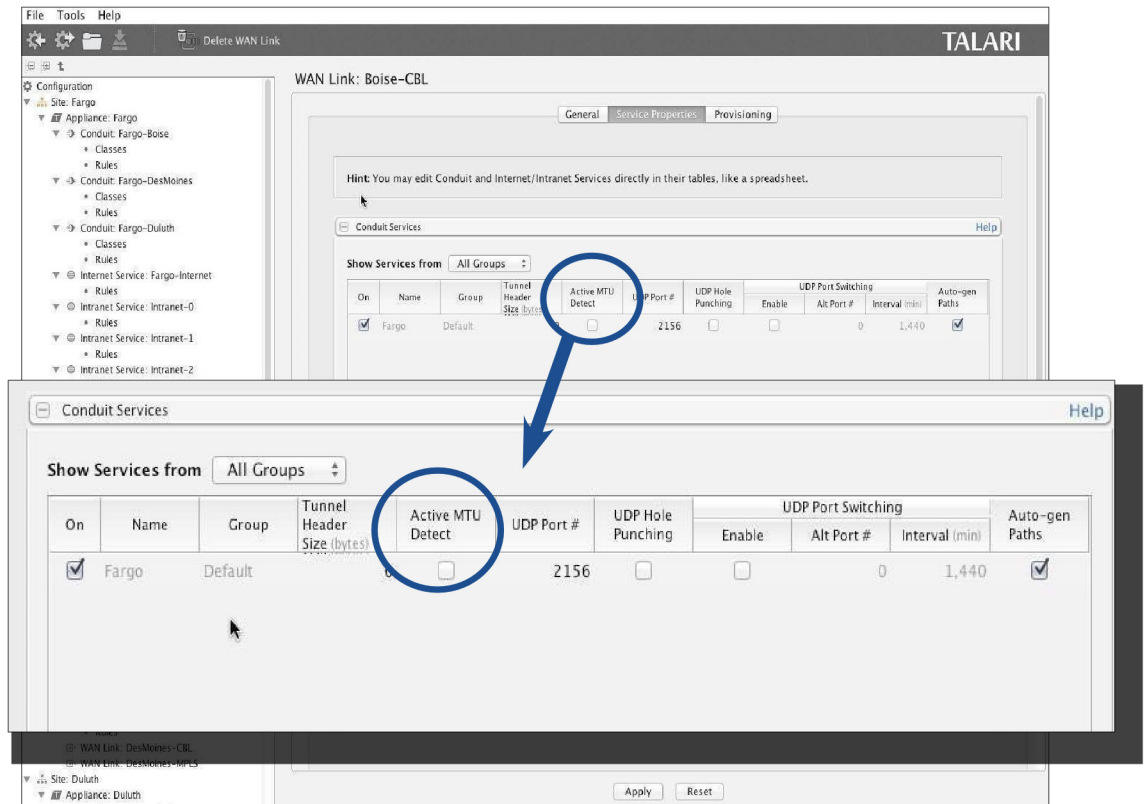 File Tools Help
Delete WAN Link
TALARI
Configuration
Site: Fargo
Appliance: Fargo
Conduit: Fargo-Boise
Classes
Rules
Conduit: Fargo-DesMoines
Classes
Rules
Conduit: Fargo-Duluth
Classes
Rules
Internet Service: Fargo-Internet
Rules
Intranet Service: Intranet-0
Rules
Intranet Service: Intranet-1
Rules
Intranet Service: Intranet-2
WAN Link: Boise-CBL
General Service Properties Provisioning
Hint: You may edit Conduit and Internet/Intranet Services directly in their tables, like a spreadsheet.
Conduit Services Help
Show Services from All Groups
On Name Group Tunnel Header Size (bytes) Active MTU Detect UDP Port # UDP Hole Punching UDP Port Switching Enable Alt Port # Interval (min) Auto-gen Paths
Fargo Default 0 2156 0 1,440
Conduit Services Help
Show Services from All Groups
On Name Group Tunnel Header Size (bytes) Active MTU Detect UDP Port # UDP Hole Punching UDP Port Switching Enable Alt Port # Interval (min) Auto-gen Paths
Fargo Default 0 2156 0 1,440
Rules
WAN Link: DesMoines-CBL
WAN Link: DesMoines-MPLS
Site: Duluth
Appliance: Duluth
Apply Reset